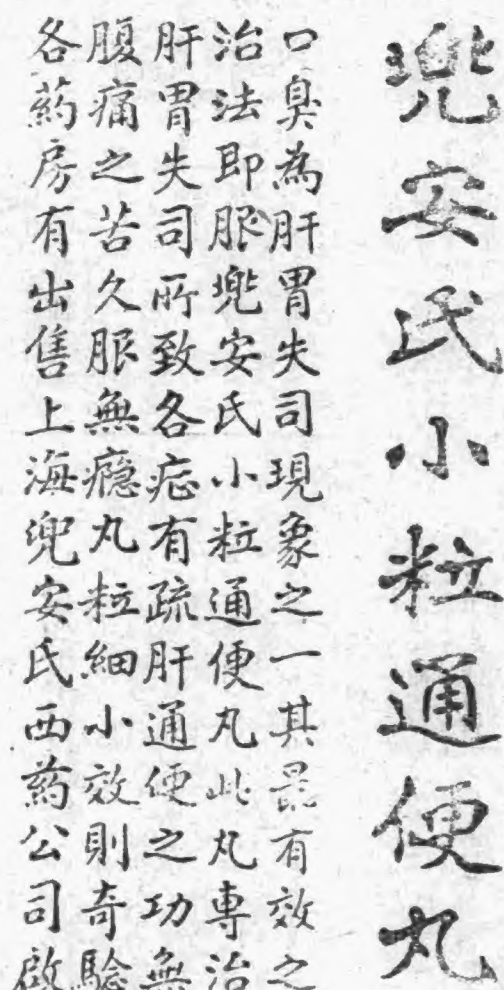 兜安氏小粒通便丸
口臭為肝胃失司現象之一其最有效之
治法即服兜安氏小粒通便丸此丸專治
肝胃失司所致各症有疏肝通便之功無
腹痛之苦久服無癮丸粒細小效則奇驗
各葯房有出售上海兜安氏西葯公司啟